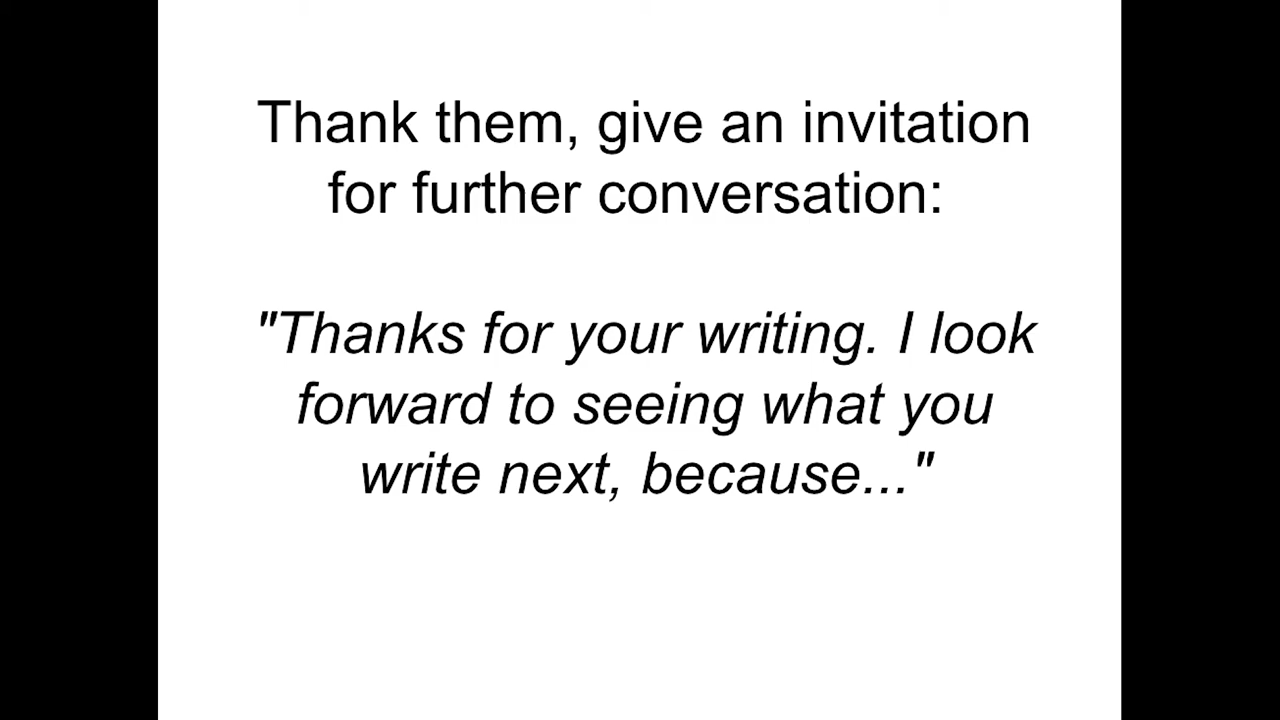 Thank them, give an invitation
for further conversation:
"Thanks for your writing. I look
forward to seeing what you
write next, because..."